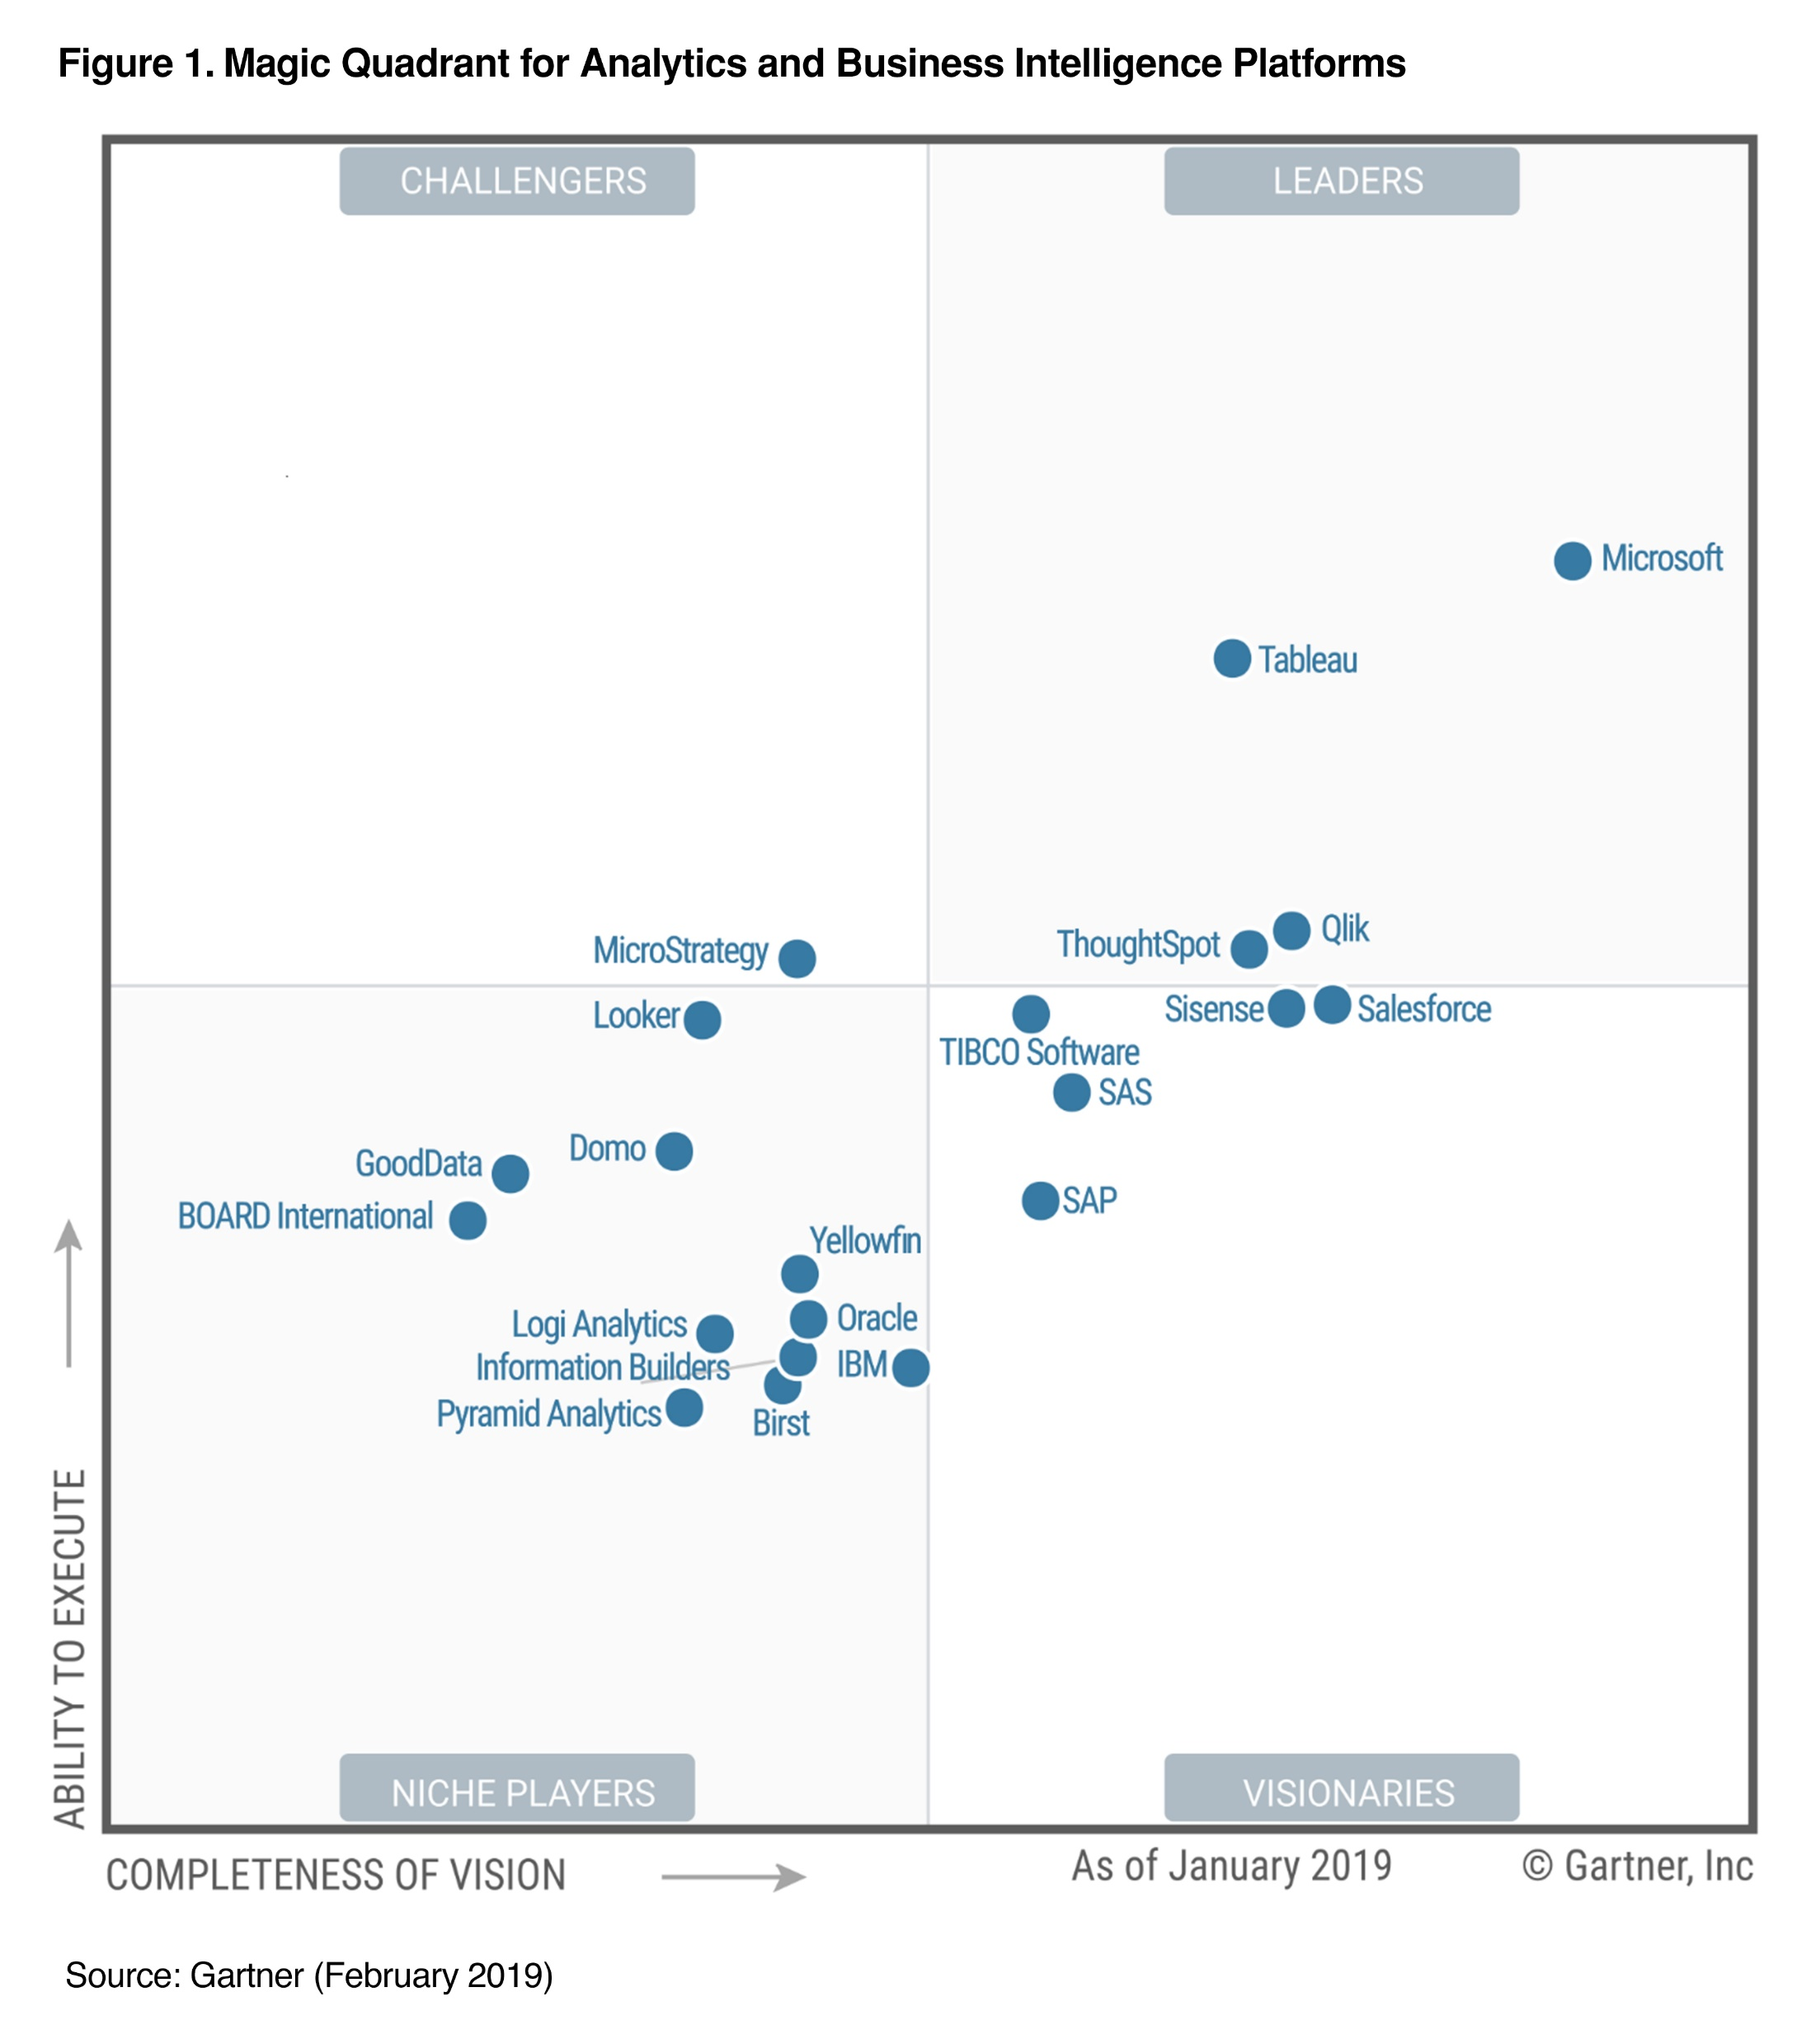 Figure 1. Magic Quadrant for Analytics and Business Intelligence Platforms
CHALLENGERS
LEADERS
Microsoft
Tableau
Qlik
ThoughtSpot
MicroStrategy
Looker
Sisense
Salesforce
TIBCO Software
SAS
Domo
GoodData
SAP
BOARD International
Yellowfin
Oracle
Logi Analytics
IBM
Information Builders
Pyramid Analytics
Birst
ABILITY TO EXECUTE
NICHE PLAYERS
VISIONARIES
COMPLETENESS OF VISION
As of January 2019
© Gartner, Inc
Source: Gartner (February 2019)